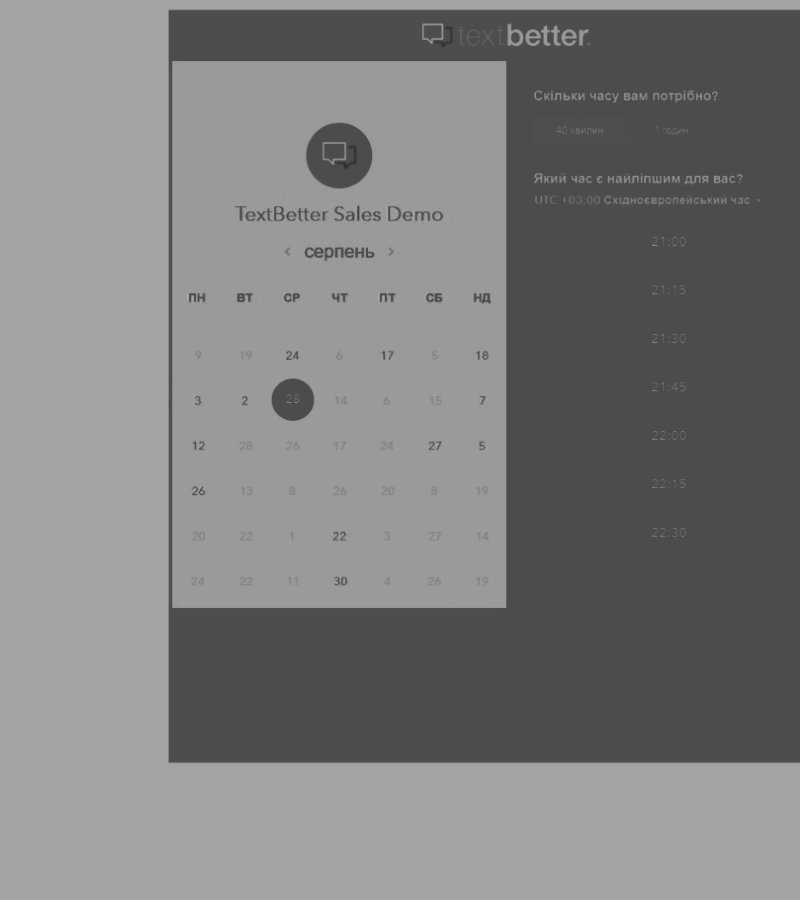 textbetter.
TextBetter Sales Demo
серпень
ПН ВТ СР ЧТ ПТ СБ НД
9 19 24 6 17 5 18
3 2 23 14 6 15 7
12 28 26 17 24 27 5
26 13 8 26 20 8 19
20 22 1 22 3 27 14
24 22 11 30 4 26 19
Скільки часу вам потрібно?
40 хвилин 1 годин
Який час є найліпшим для вас?
UTC +03:00 Східноєвропейський час
21:00
21:15
21:30
21:45
22:00
22:15
22:30